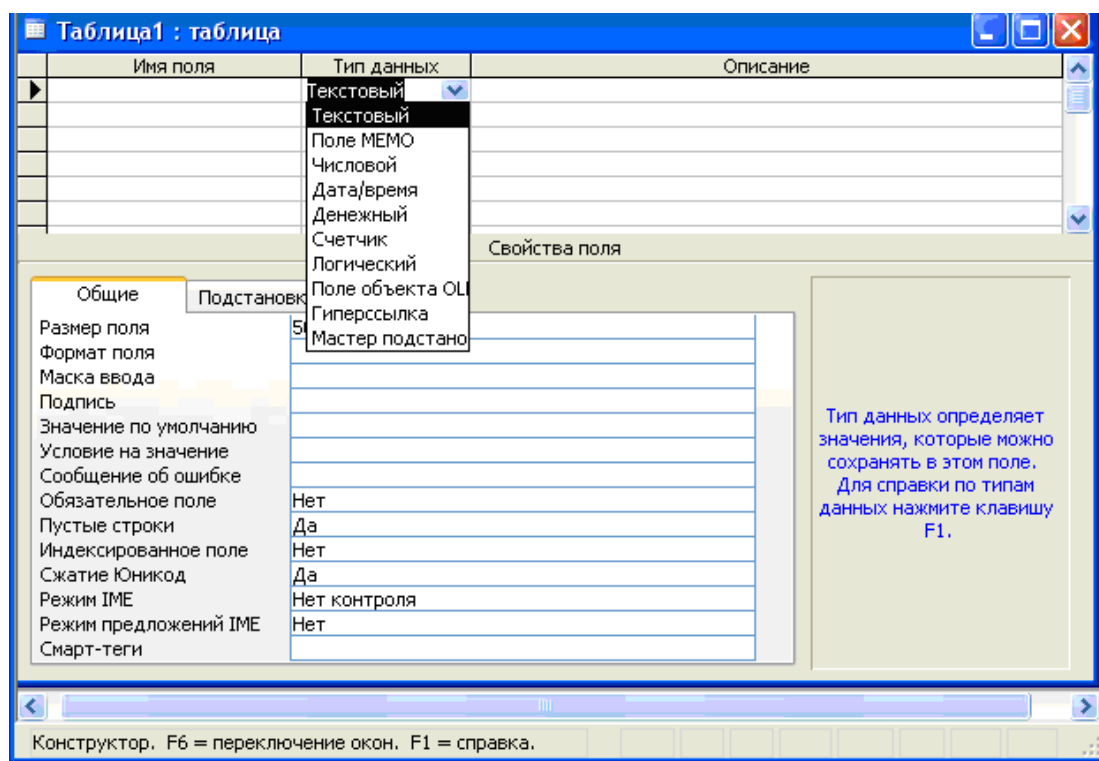 Таблица1 : таблица
Имя поля Тип данных Описание
Текстовый
Текстовый
Поле МЕМО
Числовой
Дата/время
Денежный
Счетчик
Логический
Поле объекта OL
Гиперссылка
Мастер подстано
Свойства поля
Общие Подстановк
Размер поля 5
Формат поля
Маска ввода
Подпись
Значение по умолчанию
Условие на значение
Сообщение об ошибке
Обязательное поле Нет
Пустые строки Да
Индексированное поле Нет
Сжатие Юникод Да
Режим IME Нет контроля
Режим предложений IME Нет
Смарт-теги
Тип данных определяет
значения, которые можно
сохранять в этом поле.
Для справки по типам
данных нажмите клавишу
F1.
Конструктор. F6 = переключение окон. F1 = справка.